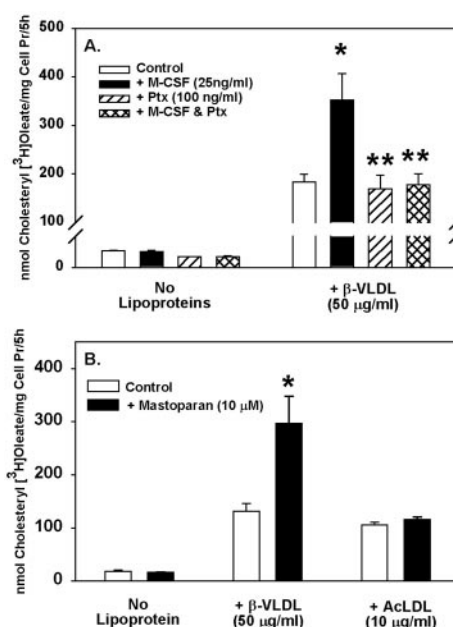 nmol Cholesteryl [³H]Oleate/mg Cell Pr/5h
500
400
300
200
100
0
A.
Control
+ M-CSF (25ng/ml)
+ Ptx (100 ng/ml)
+ M-CSF & Ptx
*
**
**
No
Lipoproteins
+ β-VLDL
(50 μg/ml)
nmol Cholesteryl [³H]Oleate/mg Cell Pr/5h
400
300
200
100
0
B.
Control
+ Mastoparan (10 μM)
*
No
Lipoprotein
+ β-VLDL
(50 μg/ml)
+ AcLDL
(10 μg/ml)